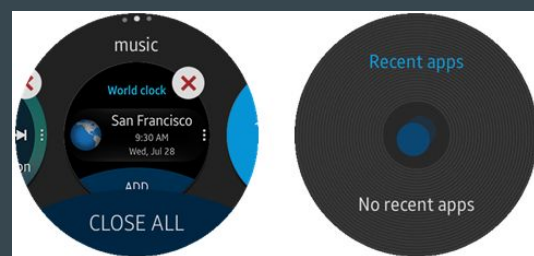 music
World clock
San Francisco
9:30 AM
Wed, Jul 28
on
ADD
CLOSE ALL
Recent apps
No recent apps